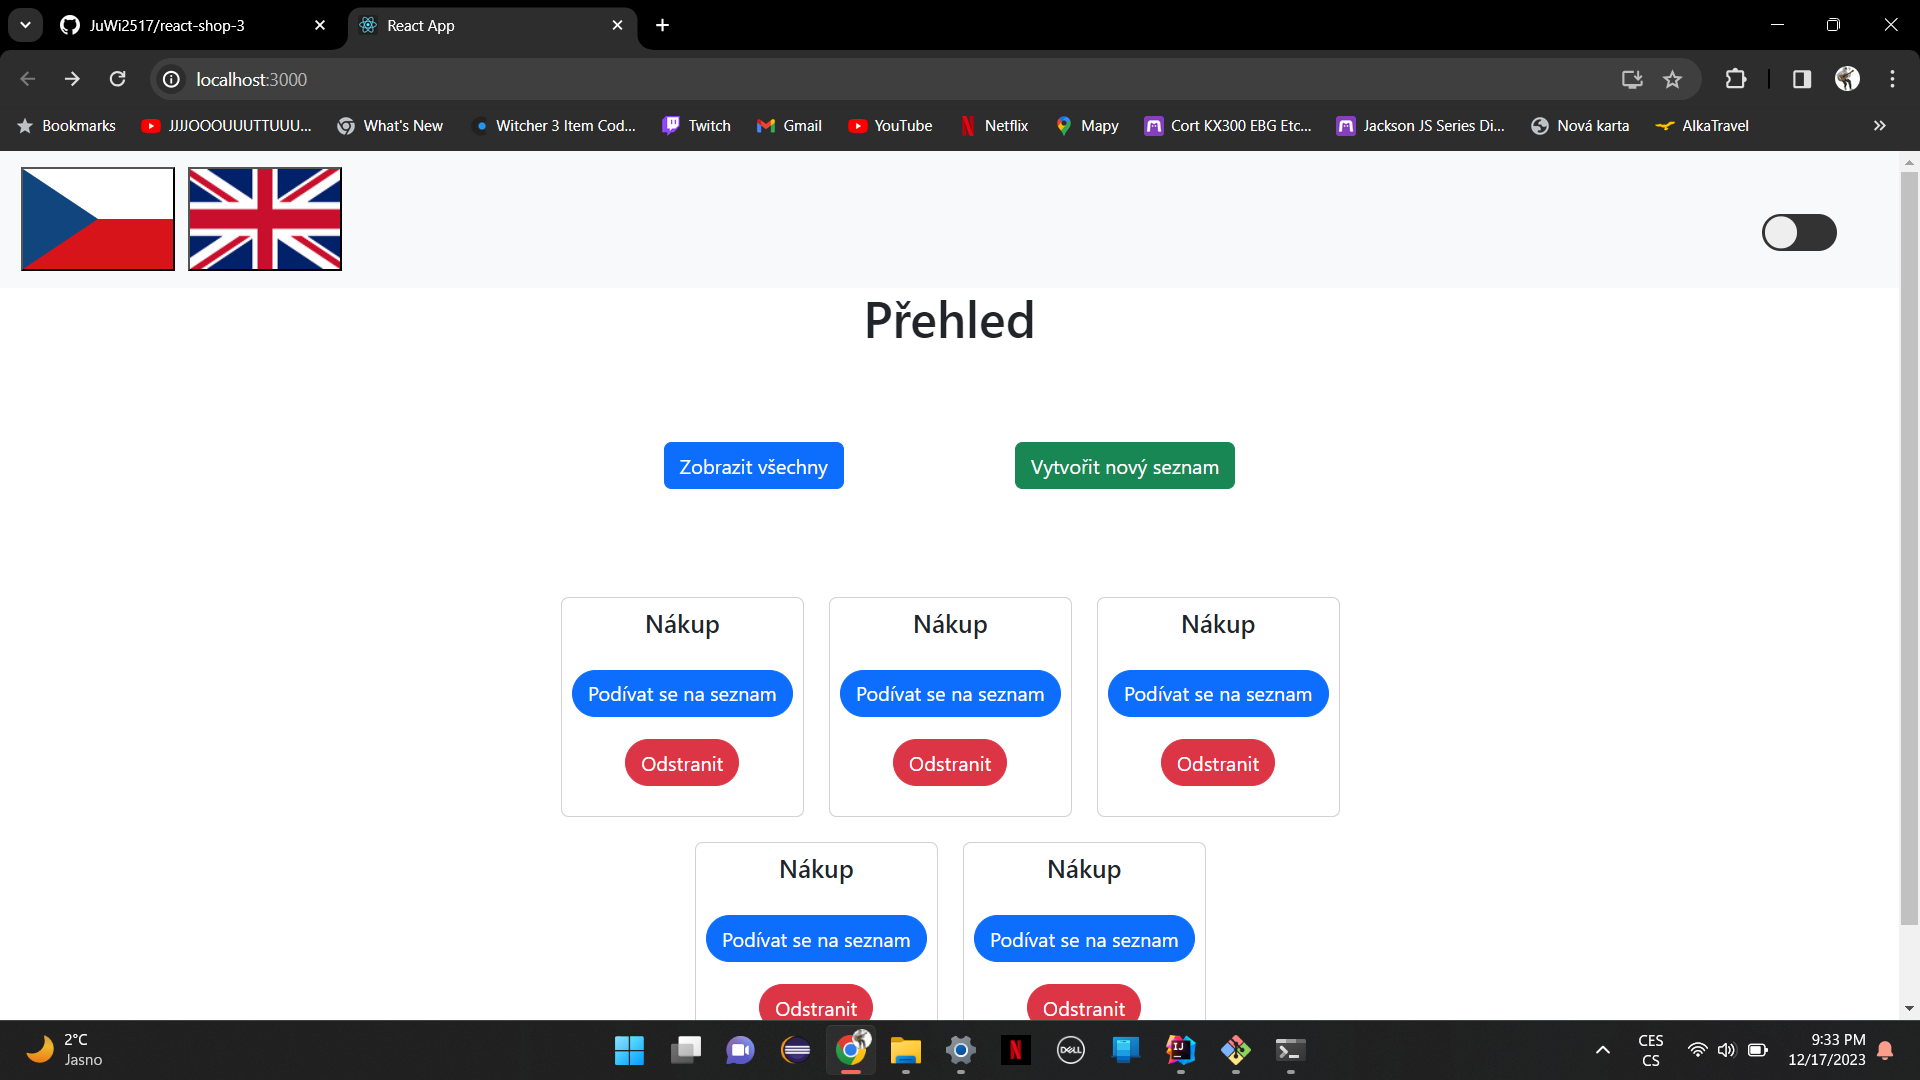 JuWi2517/react-shop-3
React App
localhost:3000
Bookmarks
JJJJOOOUUUTTUUU...
What's New
Witcher 3 Item Cod...
Twitch
Gmail
YouTube
Netflix
Mapy
Cort KX300 EBG Etc...
Jackson JS Series Di...
Nová karta
AlkaTravel
Přehled
Zobrazit všechny
Vytvořit nový seznam
Nákup
Nákup
Nákup
Podívat se na seznam
Podívat se na seznam
Podívat se na seznam
Odstranit
Odstranit
Odstranit
Nákup
Nákup
Podívat se na seznam
Podívat se na seznam
Odstranit
Odstranit
2°C
Jasno
N
DELL
IJ
CES
CS
9:33 PM
12/17/2023